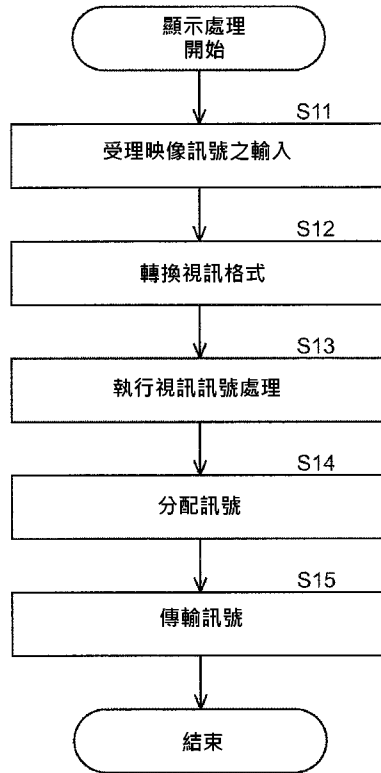 顯示處理
開始
S11
受理映像訊號之輸入
S12
轉換視訊格式
S13
執行視訊訊號處理
S14
分配訊號
S15
傳輸訊號
結束